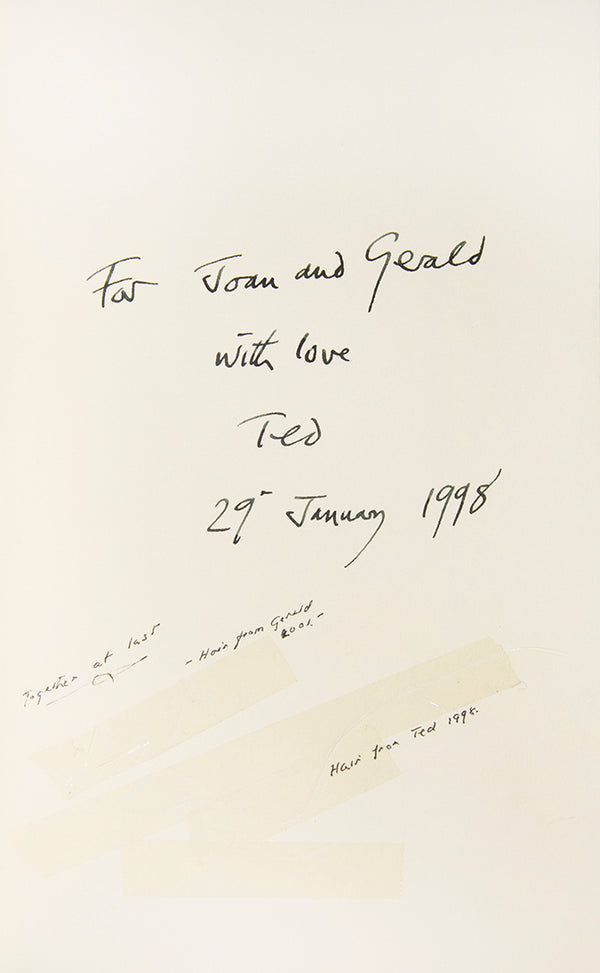 For Joan and Gerald
with love
Ted
29 January 1998
Together at last
- Hair from Gerald
2001. -
Hair from Ted 1998.